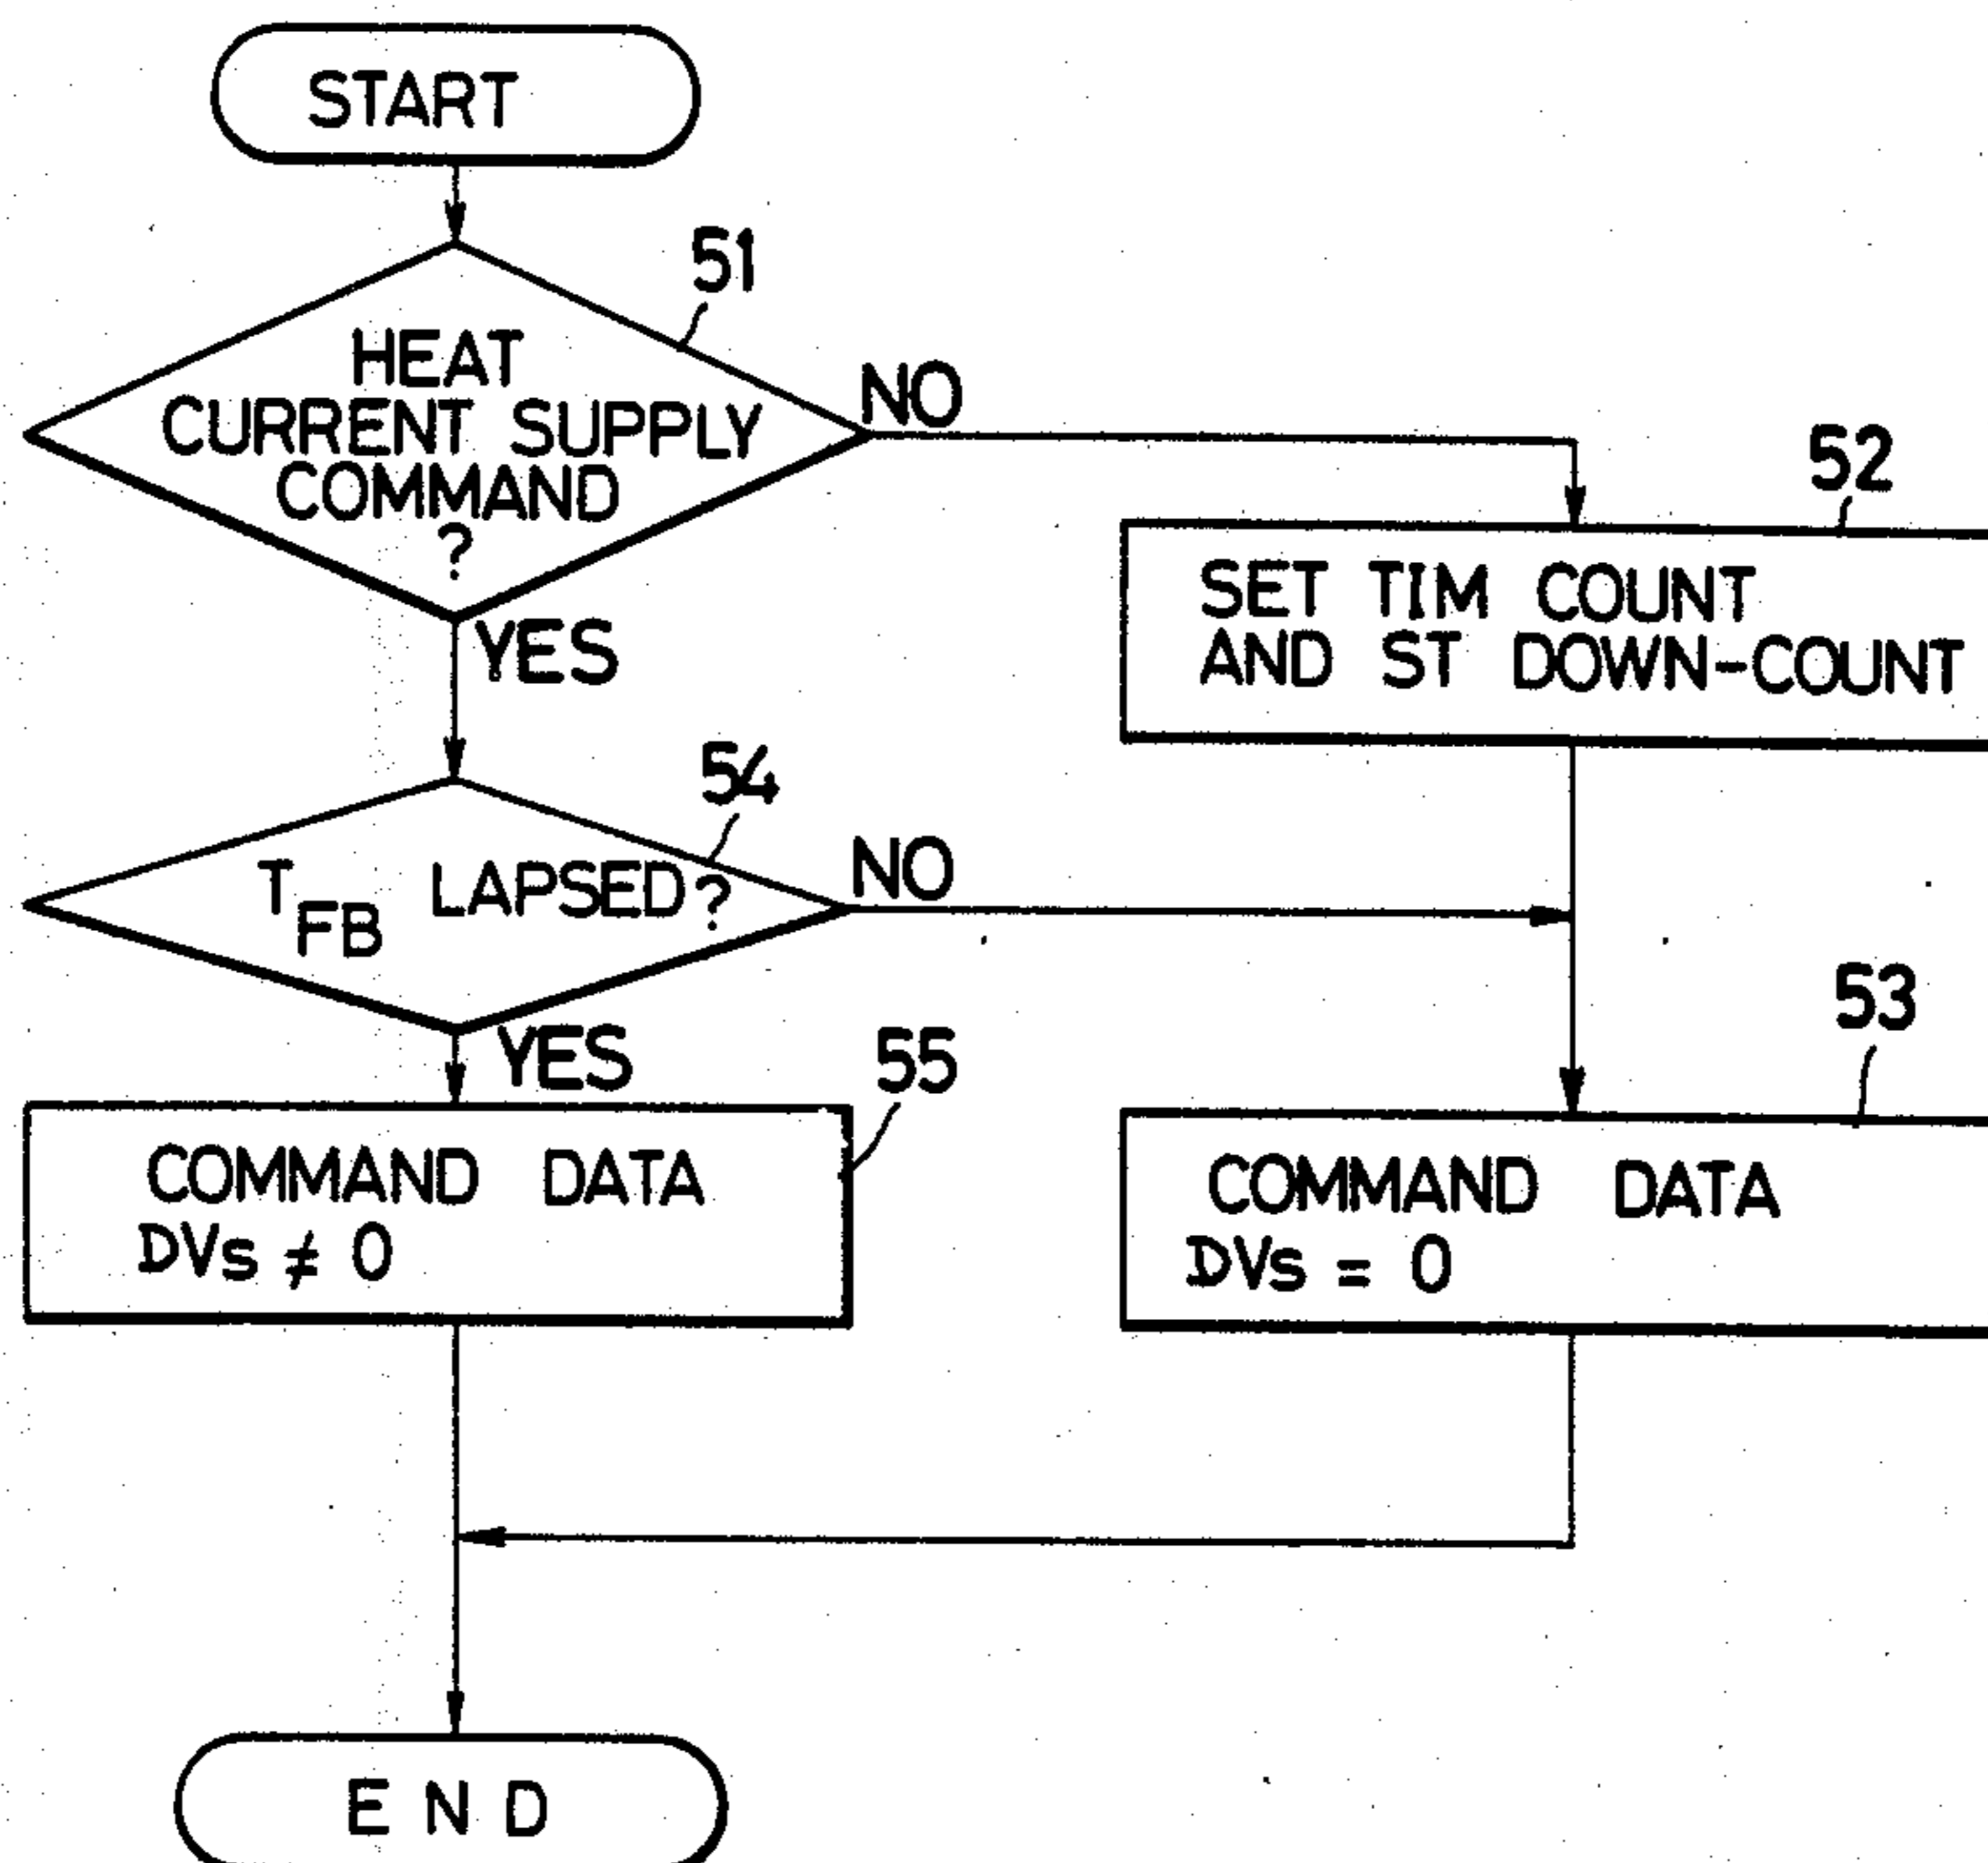 START
51
HEAT
CURRENT SUPPLY
COMMAND
?
NO
YES
52
SET TIM COUNT
AND ST DOWN-COUNT
54
TFB LAPSED?
NO
YES
55
COMMAND DATA
DVs ≠ 0
53
COMMAND DATA
DVs = 0
END